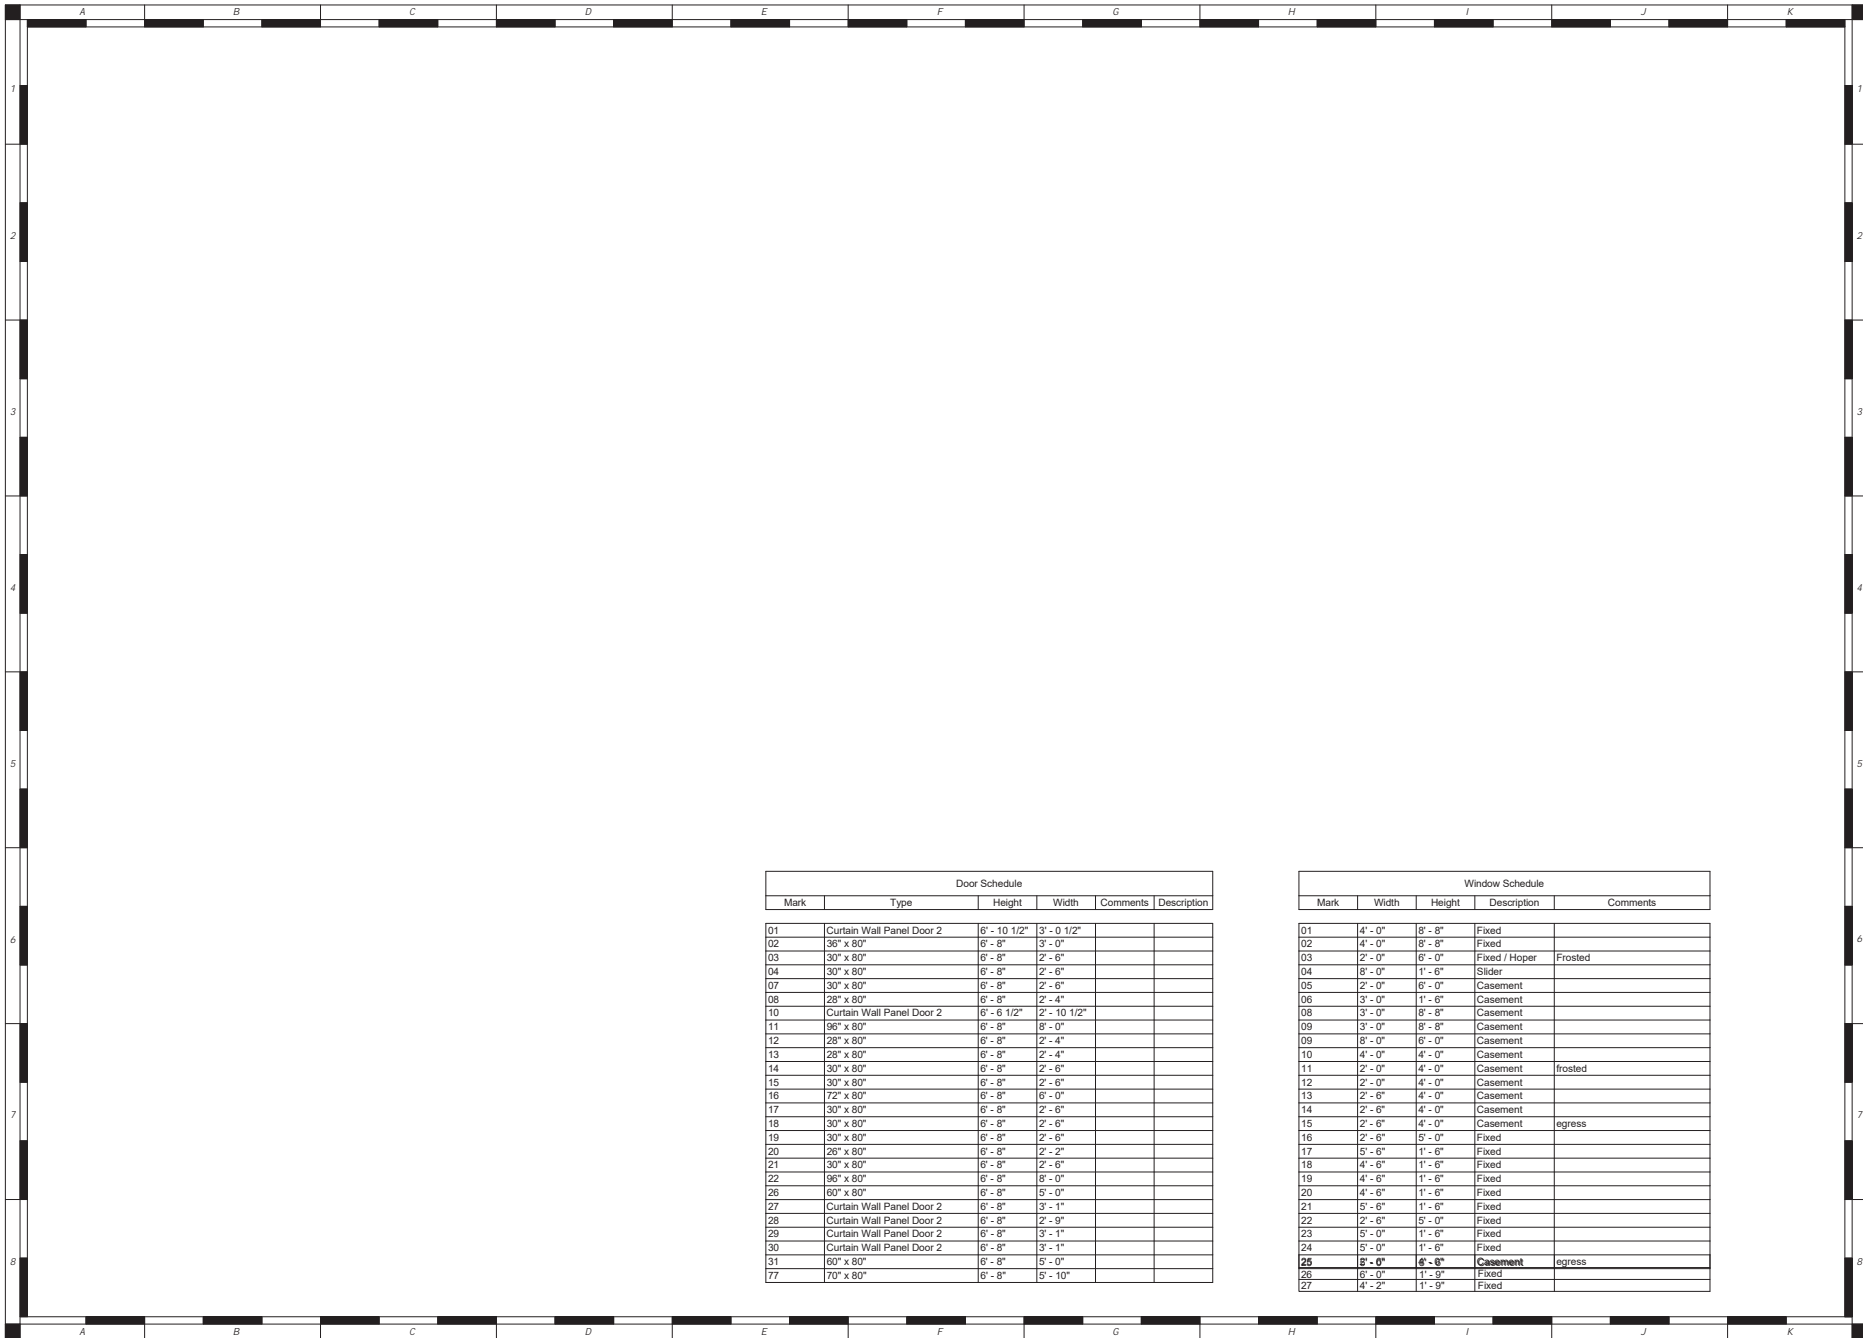 A B C D E F G H I J K
1 1
2 2
3 3
4 4
5 5
6 6
7 7
8 8
Door Schedule
Mark Type Height Width Comments Description
01 Curtain Wall Panel Door 2 6' - 10 1/2" 3' - 0 1/2"
02 36" x 80" 6' - 8" 3' - 0"
03 30" x 80" 6' - 8" 2' - 6"
04 30" x 80" 6' - 8" 2' - 6"
07 30" x 80" 6' - 8" 2' - 6"
08 28" x 80" 6' - 8" 2' - 4"
10 Curtain Wall Panel Door 2 6' - 6 1/2" 2' - 10 1/2"
11 96" x 80" 6' - 8" 8' - 0"
12 28" x 80" 6' - 8" 2' - 4"
13 28" x 80" 6' - 8" 2' - 4"
14 30" x 80" 6' - 8" 2' - 6"
15 30" x 80" 6' - 8" 2' - 6"
16 72" x 80" 6' - 8" 6' - 0"
17 30" x 80" 6' - 8" 2' - 6"
18 30" x 80" 6' - 8" 2' - 6"
19 30" x 80" 6' - 8" 2' - 6"
20 26" x 80" 6' - 8" 2' - 2"
21 30" x 80" 6' - 8" 2' - 6"
22 96" x 80" 6' - 8" 8' - 0"
26 60" x 80" 6' - 8" 5' - 0"
27 Curtain Wall Panel Door 2 6' - 8" 3' - 1"
28 Curtain Wall Panel Door 2 6' - 8" 2' - 9"
29 Curtain Wall Panel Door 2 6' - 8" 3' - 1"
30 Curtain Wall Panel Door 2 6' - 8" 3' - 1"
31 60" x 80" 6' - 8" 5' - 0"
77 70" x 80" 6' - 8" 5' - 10"
Window Schedule
Mark Width Height Description Comments
01 4' - 0" 8' - 8" Fixed
02 4' - 0" 8' - 8" Fixed
03 2' - 0" 6' - 0" Fixed / Hoper Frosted
04 8' - 0" 1' - 6" Slider
05 2' - 0" 6' - 0" Casement
06 3' - 0" 1' - 6" Casement
08 3' - 0" 8' - 8" Casement
09 3' - 0" 8' - 8" Casement
09 8' - 0" 6' - 0" Casement
10 4' - 0" 4' - 0" Casement
11 2' - 0" 4' - 0" Casement frosted
12 2' - 0" 4' - 0" Casement
13 2' - 6" 4' - 0" Casement
14 2' - 6" 4' - 0" Casement
15 2' - 6" 4' - 0" Casement egress
16 2' - 6" 5' - 0" Fixed
17 5' - 6" 1' - 6" Fixed
18 4' - 6" 1' - 6" Fixed
19 4' - 6" 1' - 6" Fixed
20 4' - 6" 1' - 6" Fixed
21 5' - 6" 1' - 6" Fixed
22 2' - 6" 5' - 0" Fixed
23 5' - 0" 1' - 6" Fixed
24 5' - 0" 1' - 6" Fixed
Casement egress
26 6' - 0" 1' - 9" Fixed
27 4' - 2" 1' - 9" Fixed
A B C D E F G H I J K